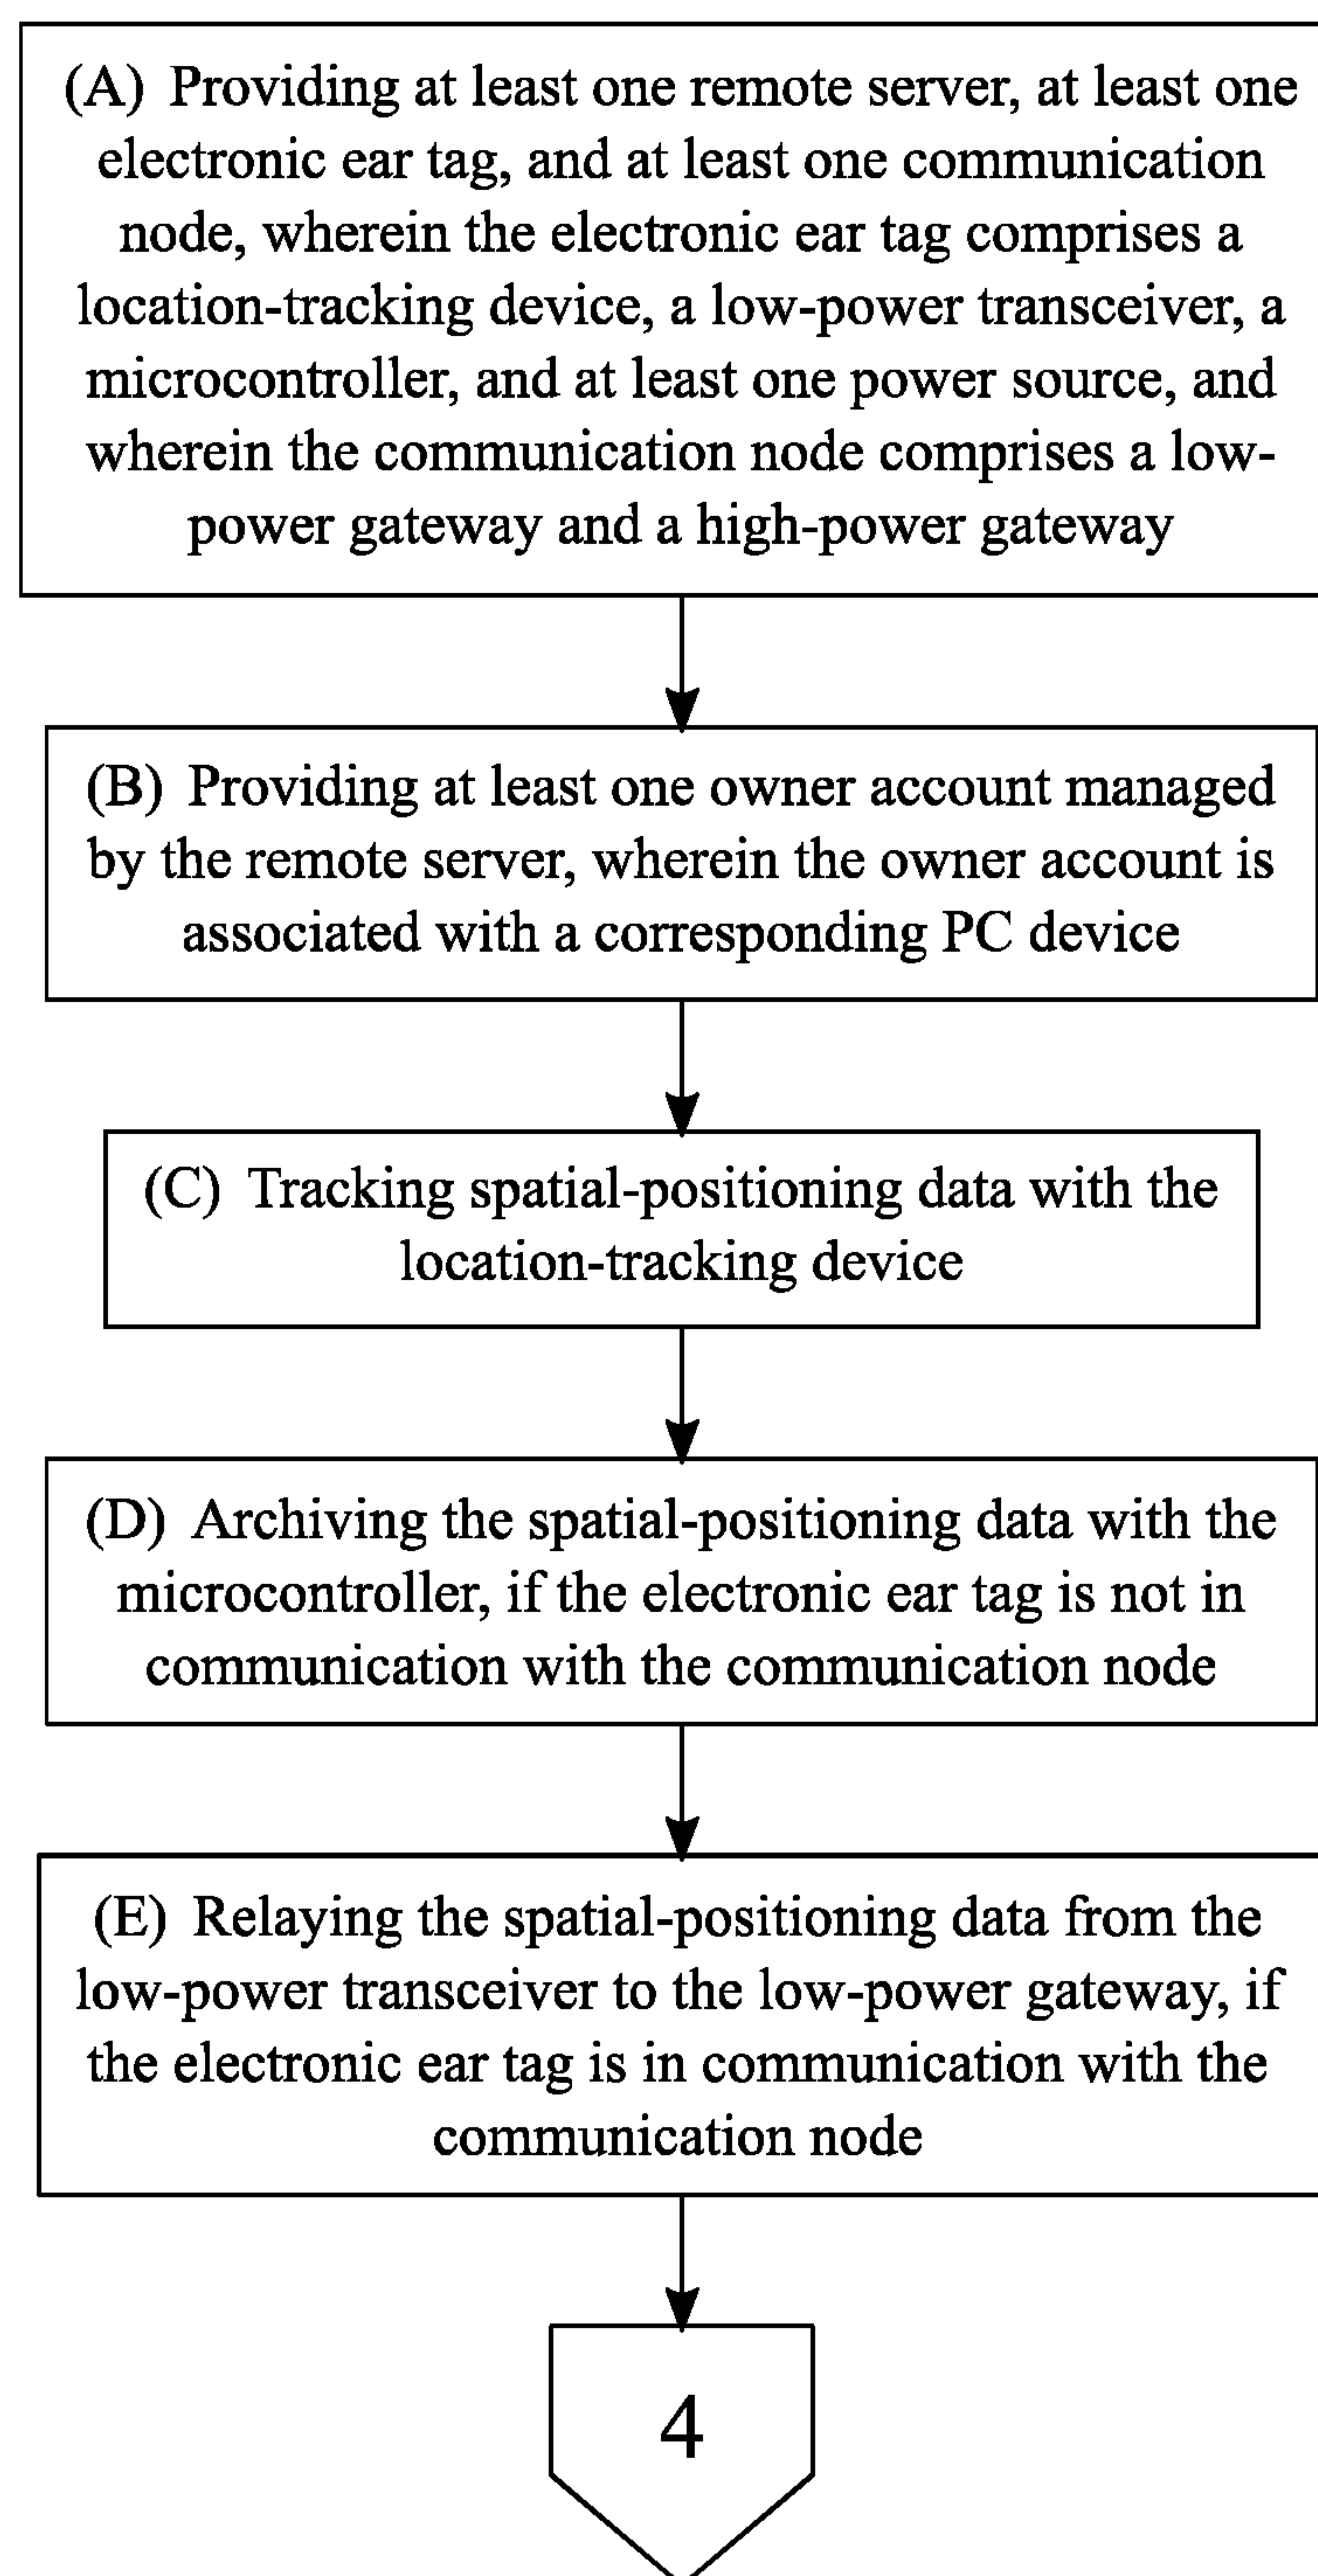 (A) Providing at least one remote server, at least one
electronic ear tag, and at least one communication
node, wherein the electronic ear tag comprises a
location-tracking device, a low-power transceiver, a
microcontroller, and at least one power source, and
wherein the communication node comprises a low-
power gateway and a high-power gateway
(B) Providing at least one owner account managed
by the remote server, wherein the owner account is
associated with a corresponding PC device
(C) Tracking spatial-positioning data with the
location-tracking device
(D) Archiving the spatial-positioning data with the
microcontroller, if the electronic ear tag is not in
communication with the communication node
(E) Relaying the spatial-positioning data from the
low-power transceiver to the low-power gateway, if
the electronic ear tag is in communication with the
communication node
4